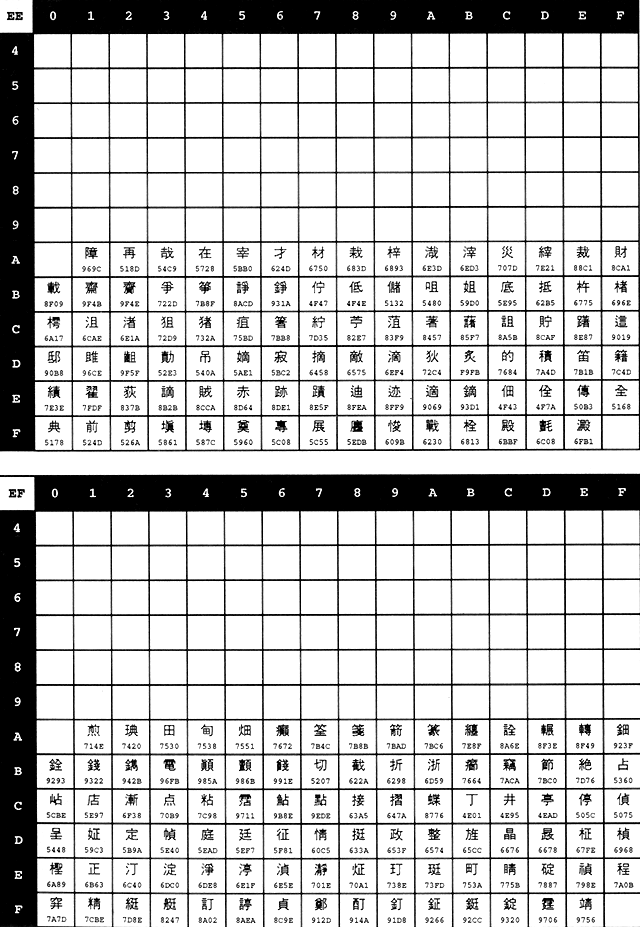 EE 0 1 2 3 4 5 6 7 8 9 A B C D E F
4
5
6
7
8
9
A 障 再 哉 在 宰 才 材 栽 梓 渽 滓 災 縡 裁 財
969C 518D 54C9 5728 5BB0 624D 6750 683D 6893 6E3D 6ED3 707D 7E21 88C1 8CA1
B 載 齋 齎 爭 箏 諍 錚 佇 低 儲 咀 姐 底 抵 杵 楮
8F09 9F4B 9F4E 722D 7B8F 8ACD 931A 4F47 4F4E 5132 5480 59D0 5E95 62B5 6775 696E
C 樗 沮 渚 狙 猪 疽 箸 紵 苧 菹 著 藷 詛 貯 躇 這
6A17 6CAE 6E1A 72D9 732A 75BD 7BB8 7D35 82E7 83F9 8457 85F7 8A5B 8CAF 8E87 9019
D 邸 雎 齟 勣 吊 嫡 寂 摘 敵 滴 狄 炙 的 積 笛 籍
90B8 96CE 9F5F 52E3 540A 5AE1 5BC2 6458 6575 6EF4 72C4 F9FB 7684 7A4D 7B1B 7C4D
E 績 翟 荻 謫 賊 赤 跡 蹟 迪 迹 適 鏑 佃 佺 傳 全
7E3E 7FDF 837B 8B2B 8CCA 8D64 8DE1 8E5F 8FEA 8FF9 9069 93D1 4F43 4F7A 50B3 5168
F 典 前 剪 塡 塼 奠 專 展 廛 悛 戰 栓 殿 氈 澱
5178 524D 526A 5861 587C 5960 5C08 5C55 5EDB 609B 6230 6813 6BBF 6C08 6FB1
EF 0 1 2 3 4 5 6 7 8 9 A B C D E F
4
5
6
7
8
9
A 煎 琠 田 甸 畑 癲 筌 箋 箭 篆 纏 詮 輾 轉 鈿
714E 7420 7530 7538 7551 7672 7B4C 7B8B 7BAD 7BC6 7E8F 8A6E 8F3E 8F49 923F
B 銓 錢 鐫 電 顚 顫 餞 切 截 折 浙 癤 竊 節 絶 占
9293 9322 942B 96FB 985A 986B 991E 5207 622A 6298 6D59 7664 7ACA 7BC0 7D76 5360
C 岾 店 漸 点 粘 霑 鮎 點 接 摺 蝶 丁 井 亭 停 偵
5CBE 5E97 6F38 70B9 7C98 9711 9B8E 9EDE 63A5 647A 8776 4E01 4E95 4EAD 505C 5075
D 呈 姃 定 幀 庭 廷 征 情 挺 政 整 旌 晶 晸 柾 楨
5448 59C3 5B9A 5E40 5EAD 5EF7 5F81 60C5 633A 653F 6574 65CC 6676 6678 67FE 6968
E 檉 正 汀 淀 淨 渟 湞 瀞 炡 玎 珽 町 睛 碇 禎 程
6A89 6B63 6C40 6DC0 6DE8 6E1F 6E5E 701E 70A1 738E 73FD 753A 775B 7887 798E 7A0B
F 穽 精 綎 艇 訂 諪 貞 鄭 酊 釘 鉦 鋌 錠 霆 靖
7A7D 7CBE 7D8E 8247 8A02 8AEA 8C9E 912D 914A 91D8 9266 92CC 9320 9706 9756